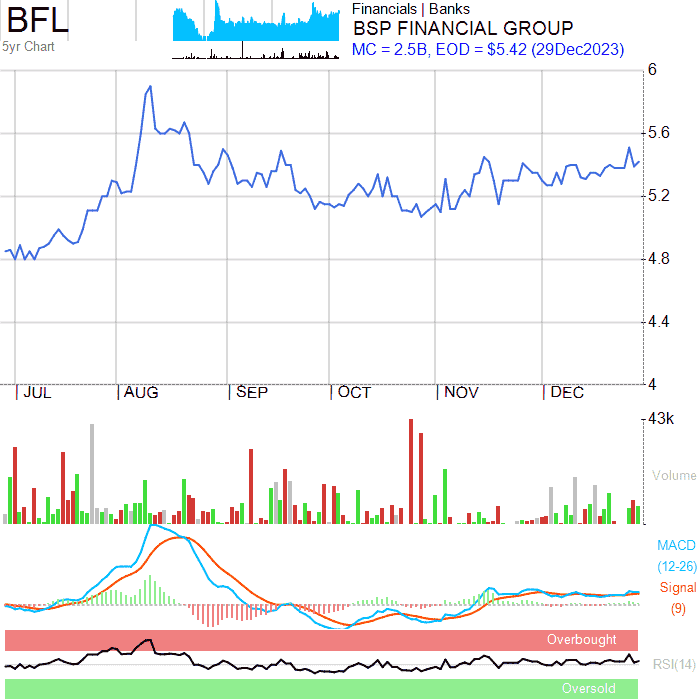 BFL
5yr Chart
Financials | Banks
BSP FINANCIAL GROUP
MC = 2.5B, EOD = $5.42 (29Dec2023)
6
5.6
5.2
4.8
4.4
4
JUL AUG SEP OCT NOV DEC
43k
Volume
MACD
(12-26)
Signal
(9)
Overbought
RSI(14)
Oversold